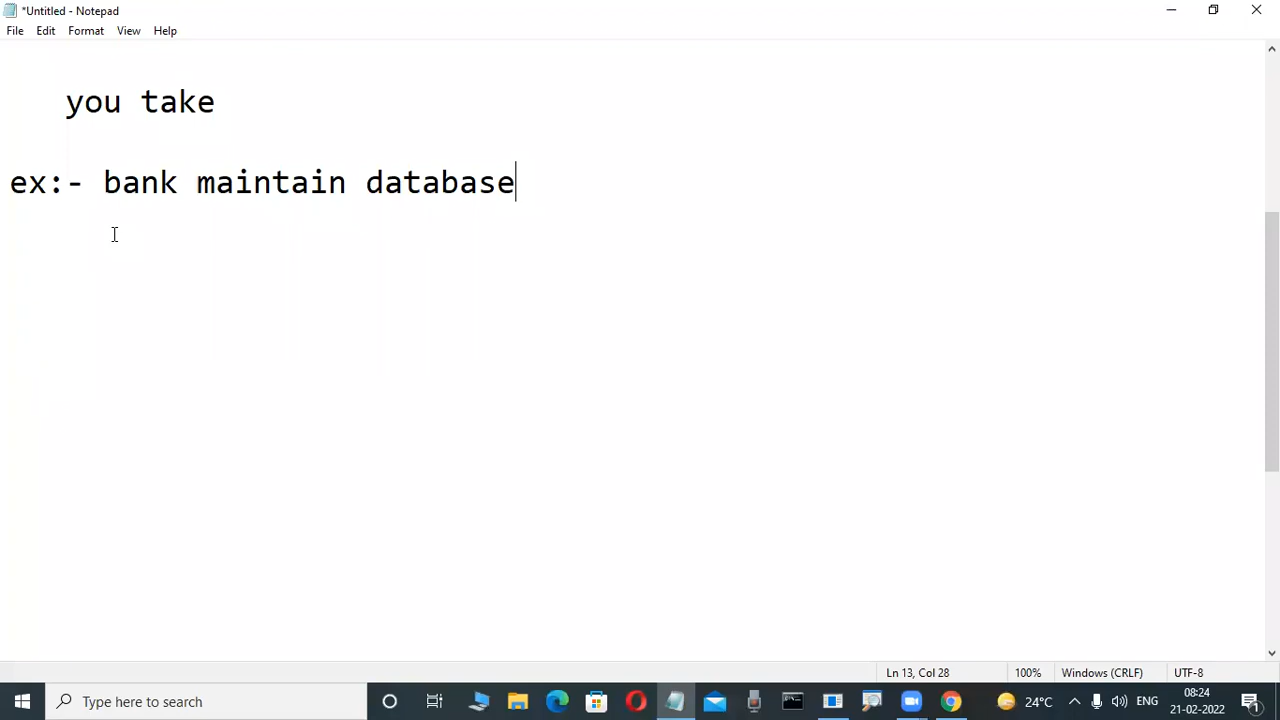 *Untitled - Notepad
File Edit Format View Help
you take
ex:- bank maintain database
Ln 13, Col 28 100% Windows (CRLF) UTF-8
Type here to search 24°C ENG 08:24
21-02-2022 1